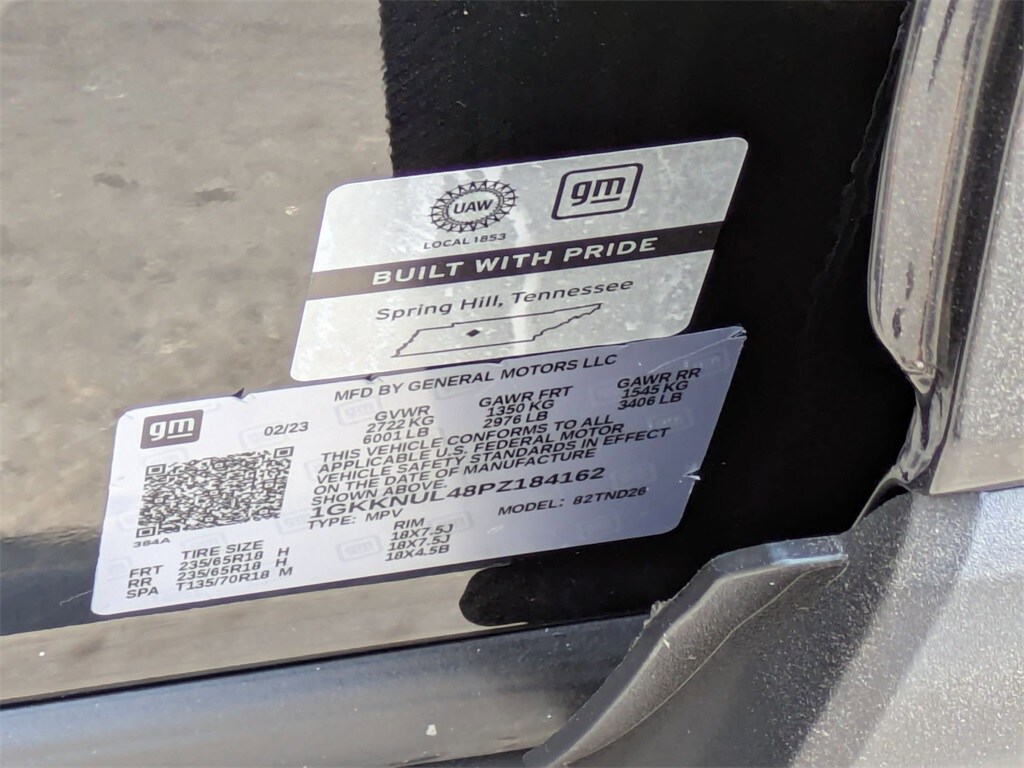 UAW
gm
LOCAL 1853
BUILT WITH PRIDE
Spring Hill, Tennessee
MFD BY GENERAL MOTORS LLC
gm
02/23
GVWR
2722 KG
6001 LB
GAWR FRT
1350 KG
2976 LB
GAWR RR
1545 KG
3406 LB
THIS VEHICLE CONFORMS TO ALL
APPLICABLE U.S. FEDERAL MOTOR
VEHICLE SAFETY STANDARDS IN EFFECT
ON THE DATE OF MANUFACTURE
SHOWN ABOVE.
1GKKNUL48PZ184162
TYPE: MPV
MODEL: 82TND26
384A
TIRE SIZE
RIM
FRT 235/65R18 H 18X7.5J
RR 235/65R18 H 18X7.5J
SPA T135/70R18 M 18X4.5B